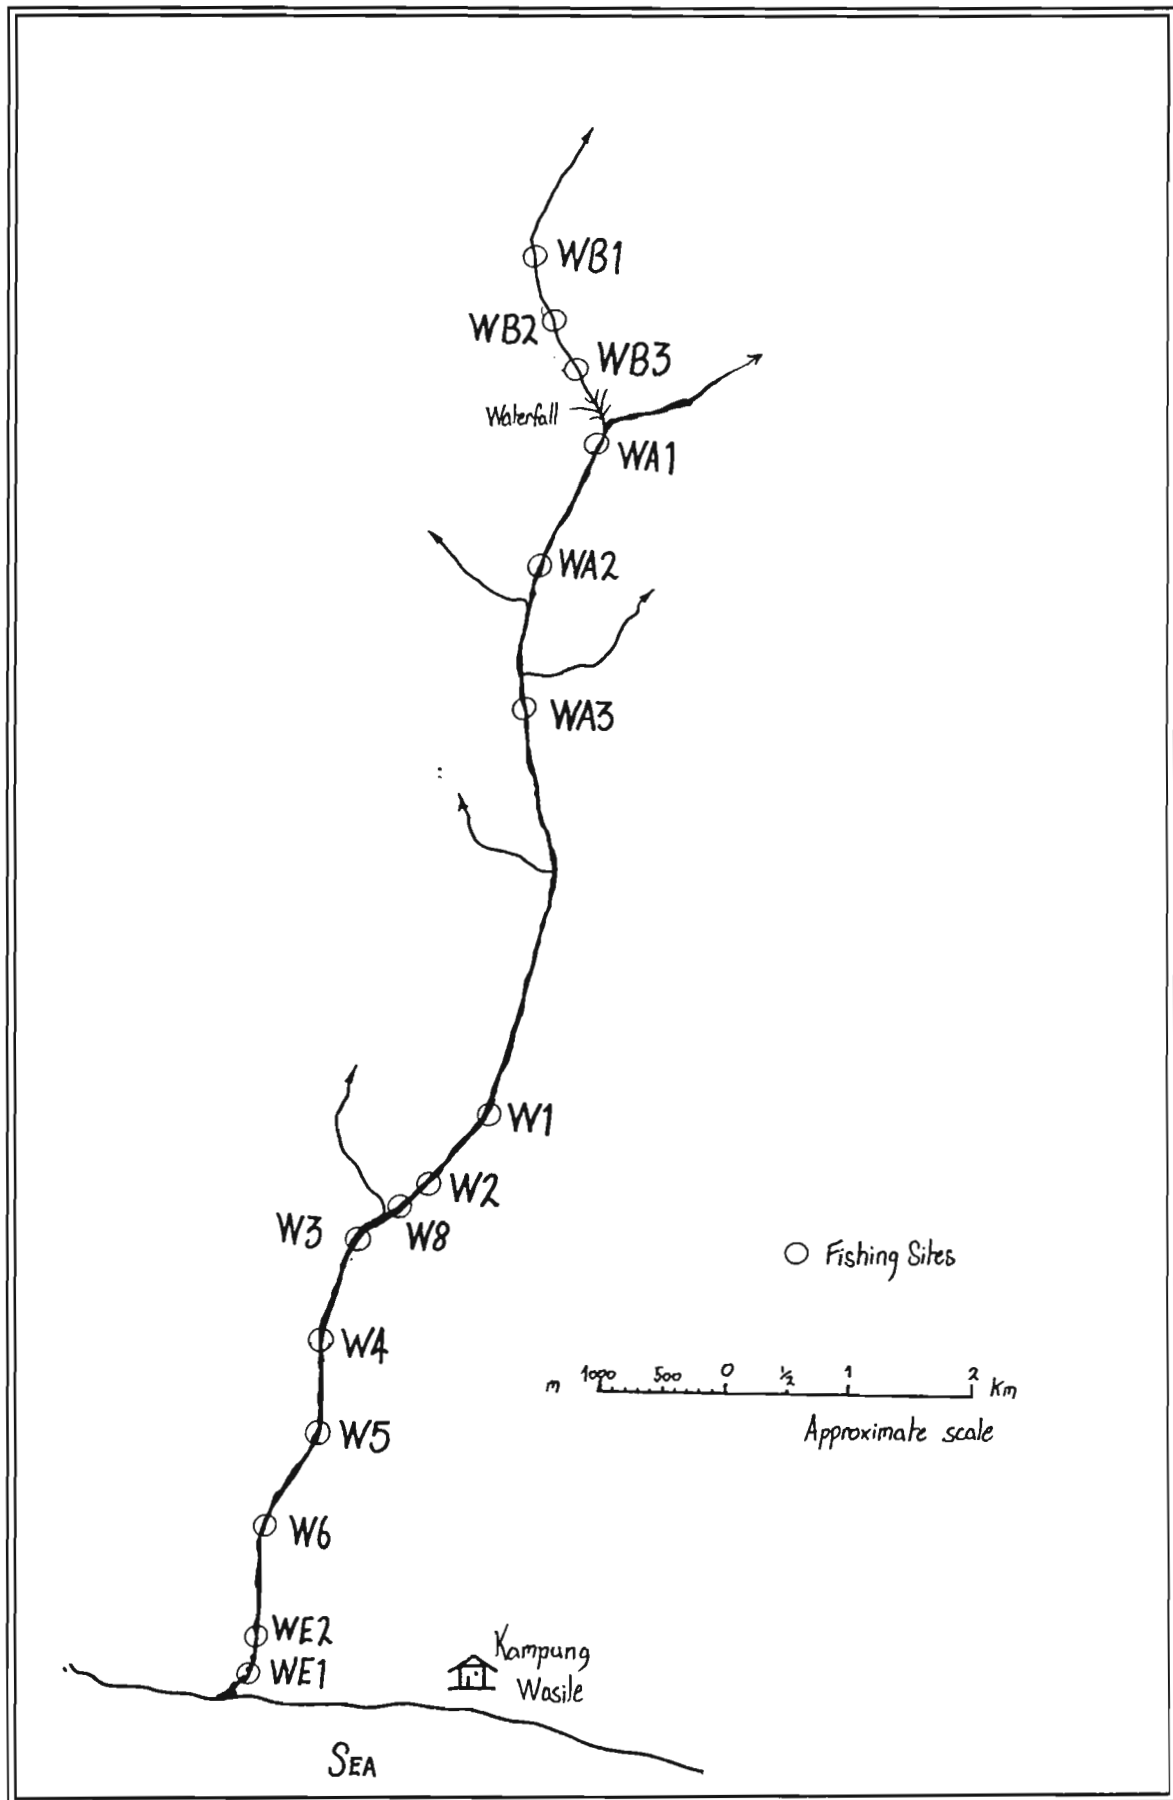 WB1
WB2
WB3
Waterfall
WA1
WA2
WA3
W1
W2
W8
W3
Fishing Sites
W4
m 1000 500 0 ½ 1 2 Km
Approximate scale
W5
W6
WE2
WE1
Kampung
Wasile
SEA